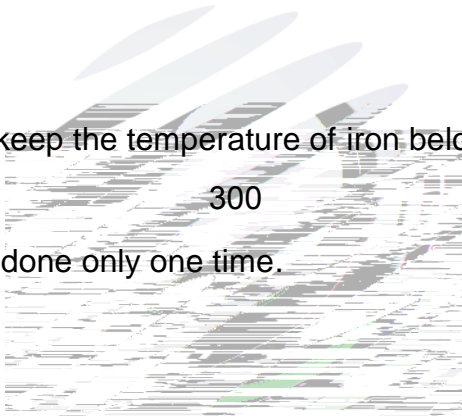 keep the temperature of iron belo
300
done only one time.